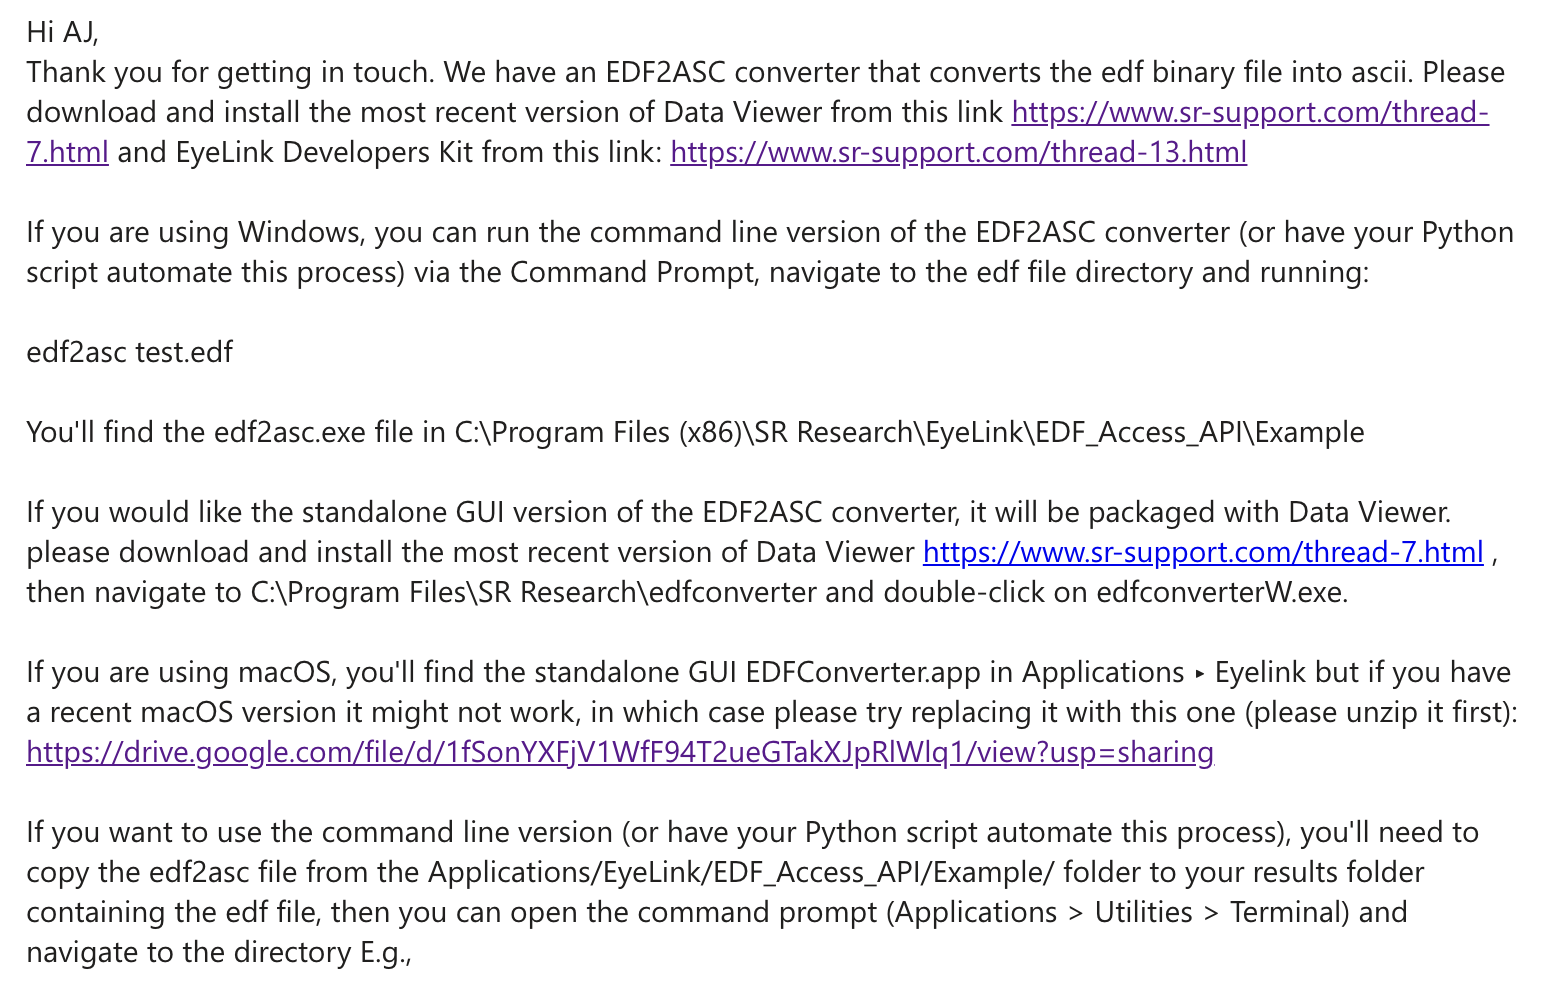 Hi AJ,
Thank you for getting in touch. We have an EDF2ASC converter that converts the edf binary file into ascii. Please
download and install the most recent version of Data Viewer from this link https://www.sr-support.com/thread-
7.html and EyeLink Developers Kit from this link: https://www.sr-support.com/thread-13.html
If you are using Windows, you can run the command line version of the EDF2ASC converter (or have your Python
script automate this process) via the Command Prompt, navigate to the edf file directory and running:
edf2asc test.edf
You'll find the edf2asc.exe file in C:\Program Files (x86)\SR Research\EyeLink\EDF_Access_API\Example
If you would like the standalone GUI version of the EDF2ASC converter, it will be packaged with Data Viewer.
please download and install the most recent version of Data Viewer https://www.sr-support.com/thread-7.html ,
then navigate to C:\Program Files\SR Research\edfconverter and double-click on edfconverterW.exe.
If you are using macOS, you'll find the standalone GUI EDFConverter.app in Applications ‣ Eyelink but if you have
a recent macOS version it might not work, in which case please try replacing it with this one (please unzip it first):
https://drive.google.com/file/d/1fSonYXFjV1WfF94T2ueGTakXJpRlWlq1/view?usp=sharing
If you want to use the command line version (or have your Python script automate this process), you'll need to
copy the edf2asc file from the Applications/EyeLink/EDF_Access_API/Example/ folder to your results folder
containing the edf file, then you can open the command prompt (Applications > Utilities > Terminal) and
navigate to the directory E.g.,